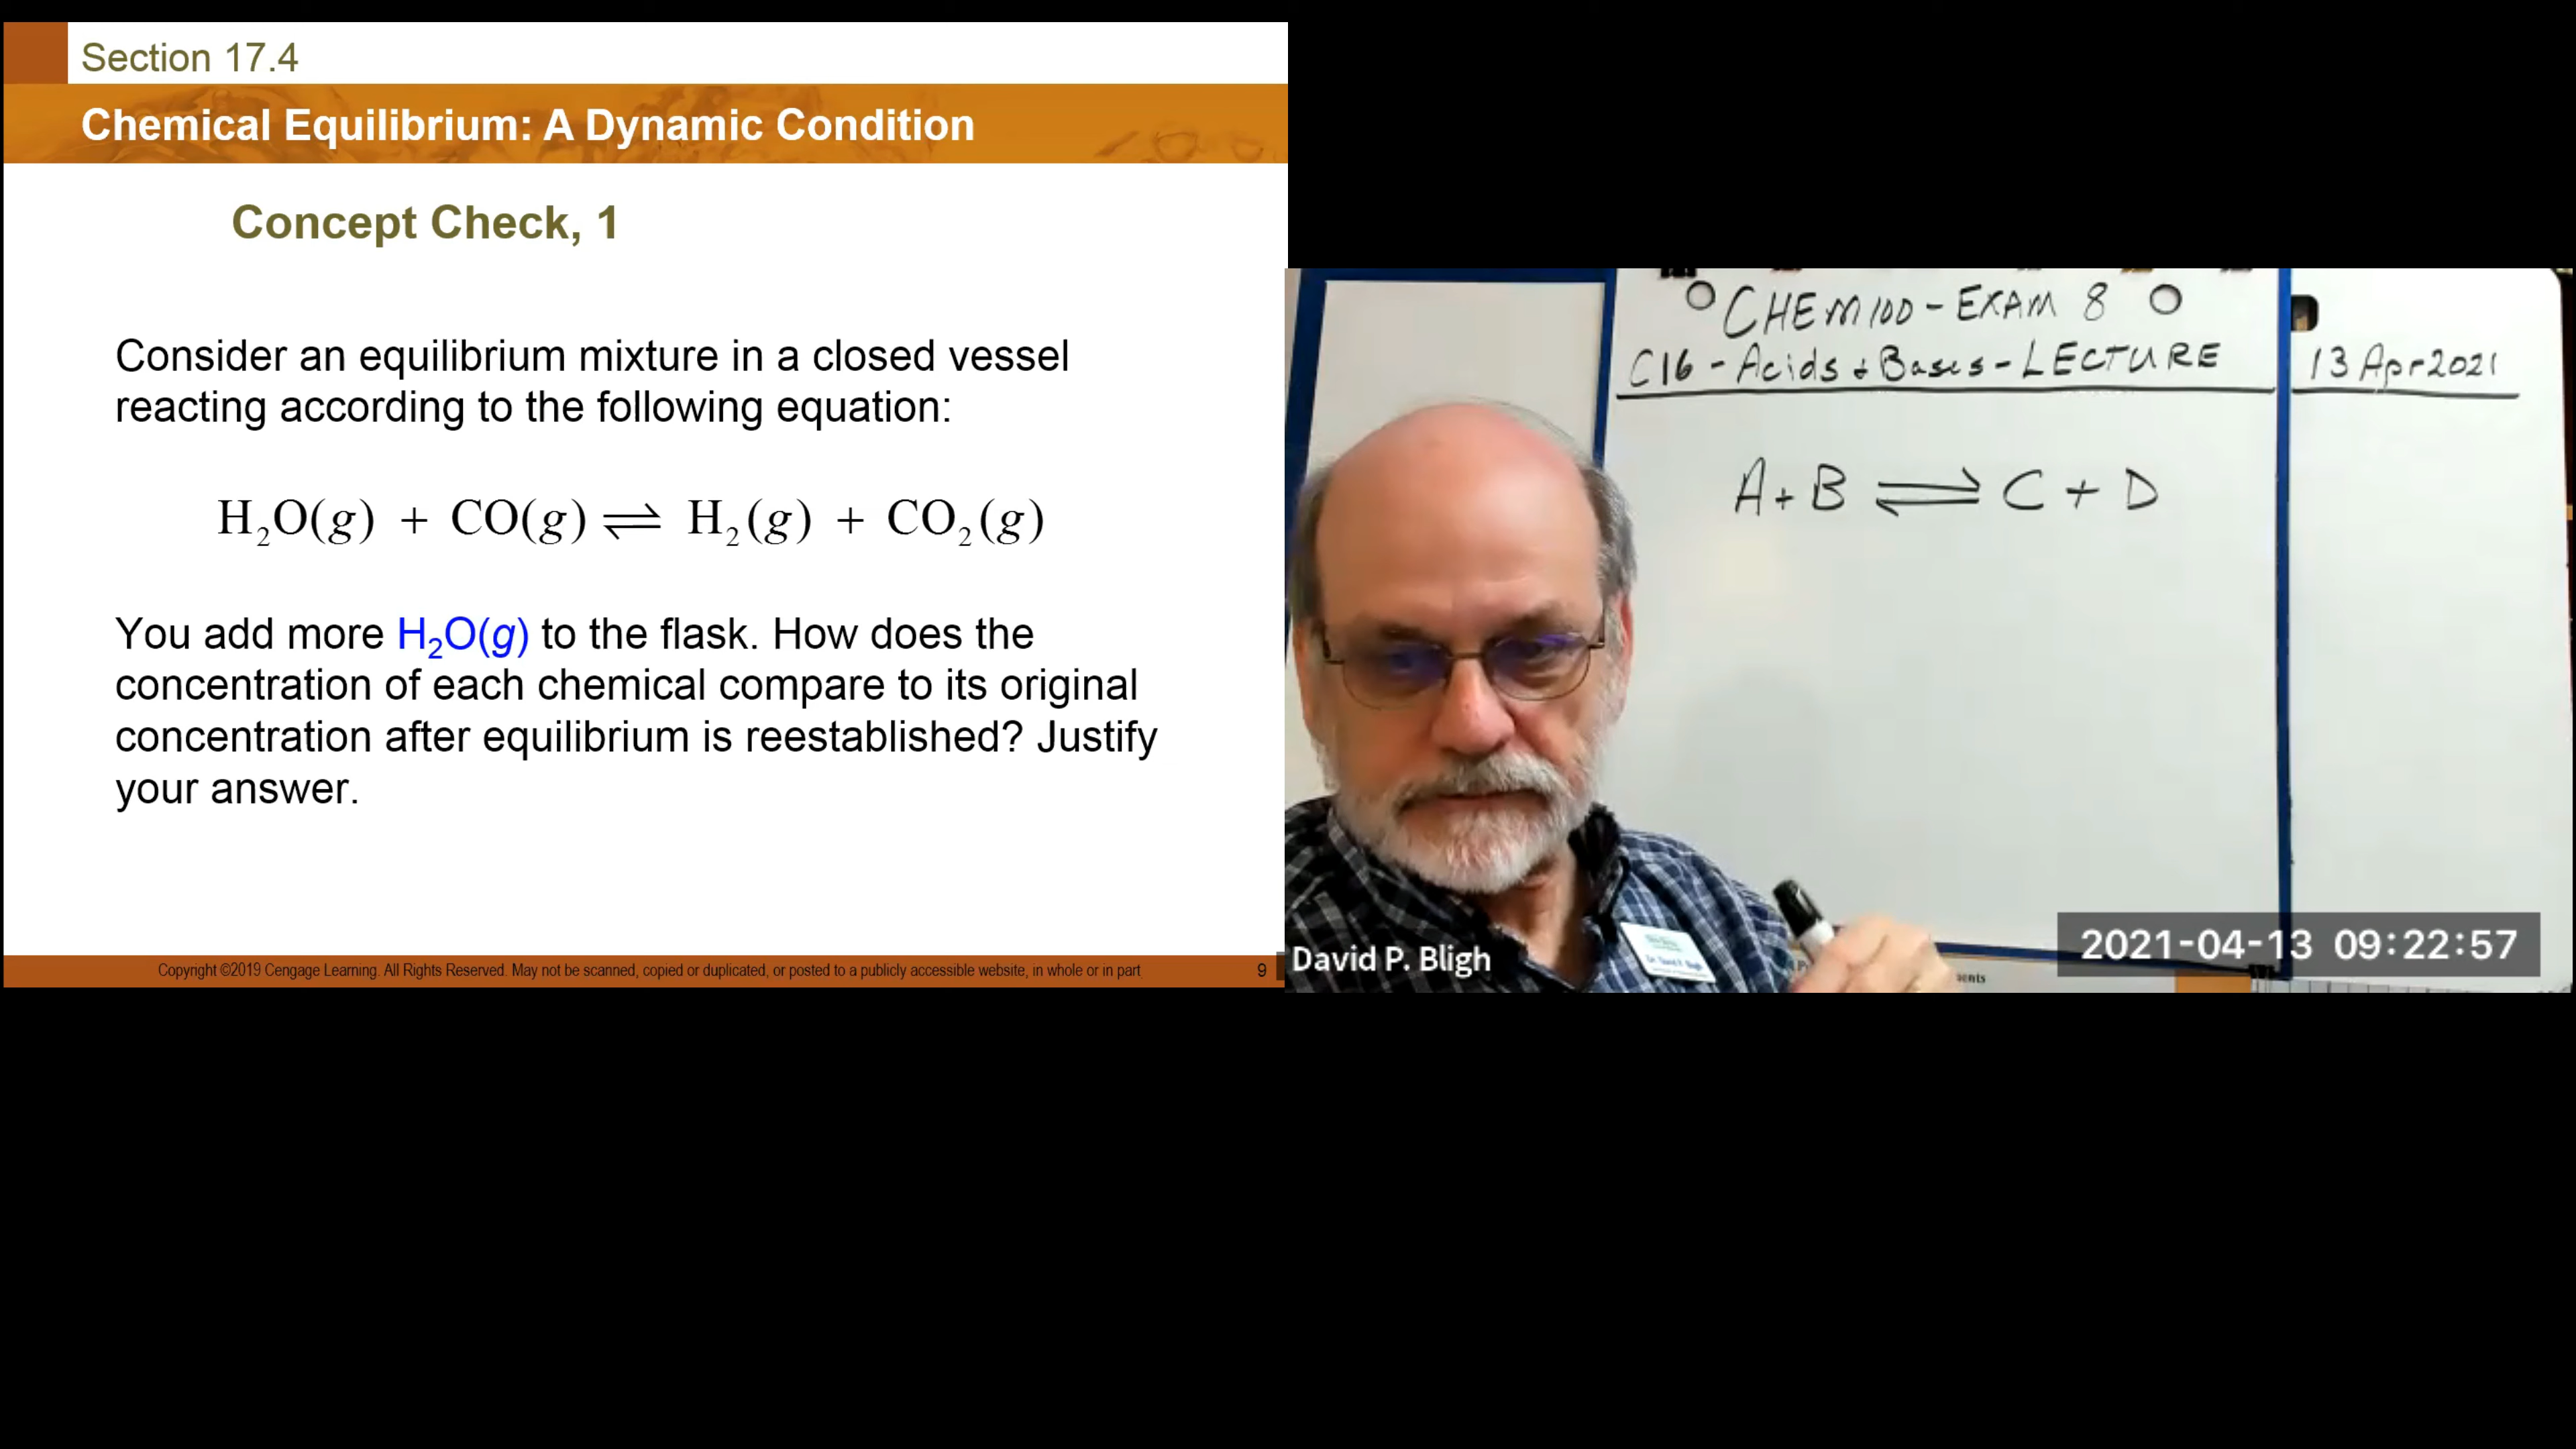 Section 17.4
Chemical Equilibrium: A Dynamic Condition
Concept Check, 1
Consider an equilibrium mixture in a closed vessel
reacting according to the following equation:
H₂O(g) + CO(g) ⇌ H₂(g) + CO₂(g)
You add more H₂O(g) to the flask. How does the
concentration of each chemical compare to its original
concentration after equilibrium is reestablished? Justify
your answer.
Copyright ©2019 Cengage Learning. All Rights Reserved. May not be scanned, copied or duplicated, or posted to a publicly accessible website, in whole or in part
9
CHEM100 - EXAM 8
C16 - Acids + Bases - LECTURE
13 Apr 2021
A + B ⇌ C + D
David P. Bligh
2021-04-13 09:22:57